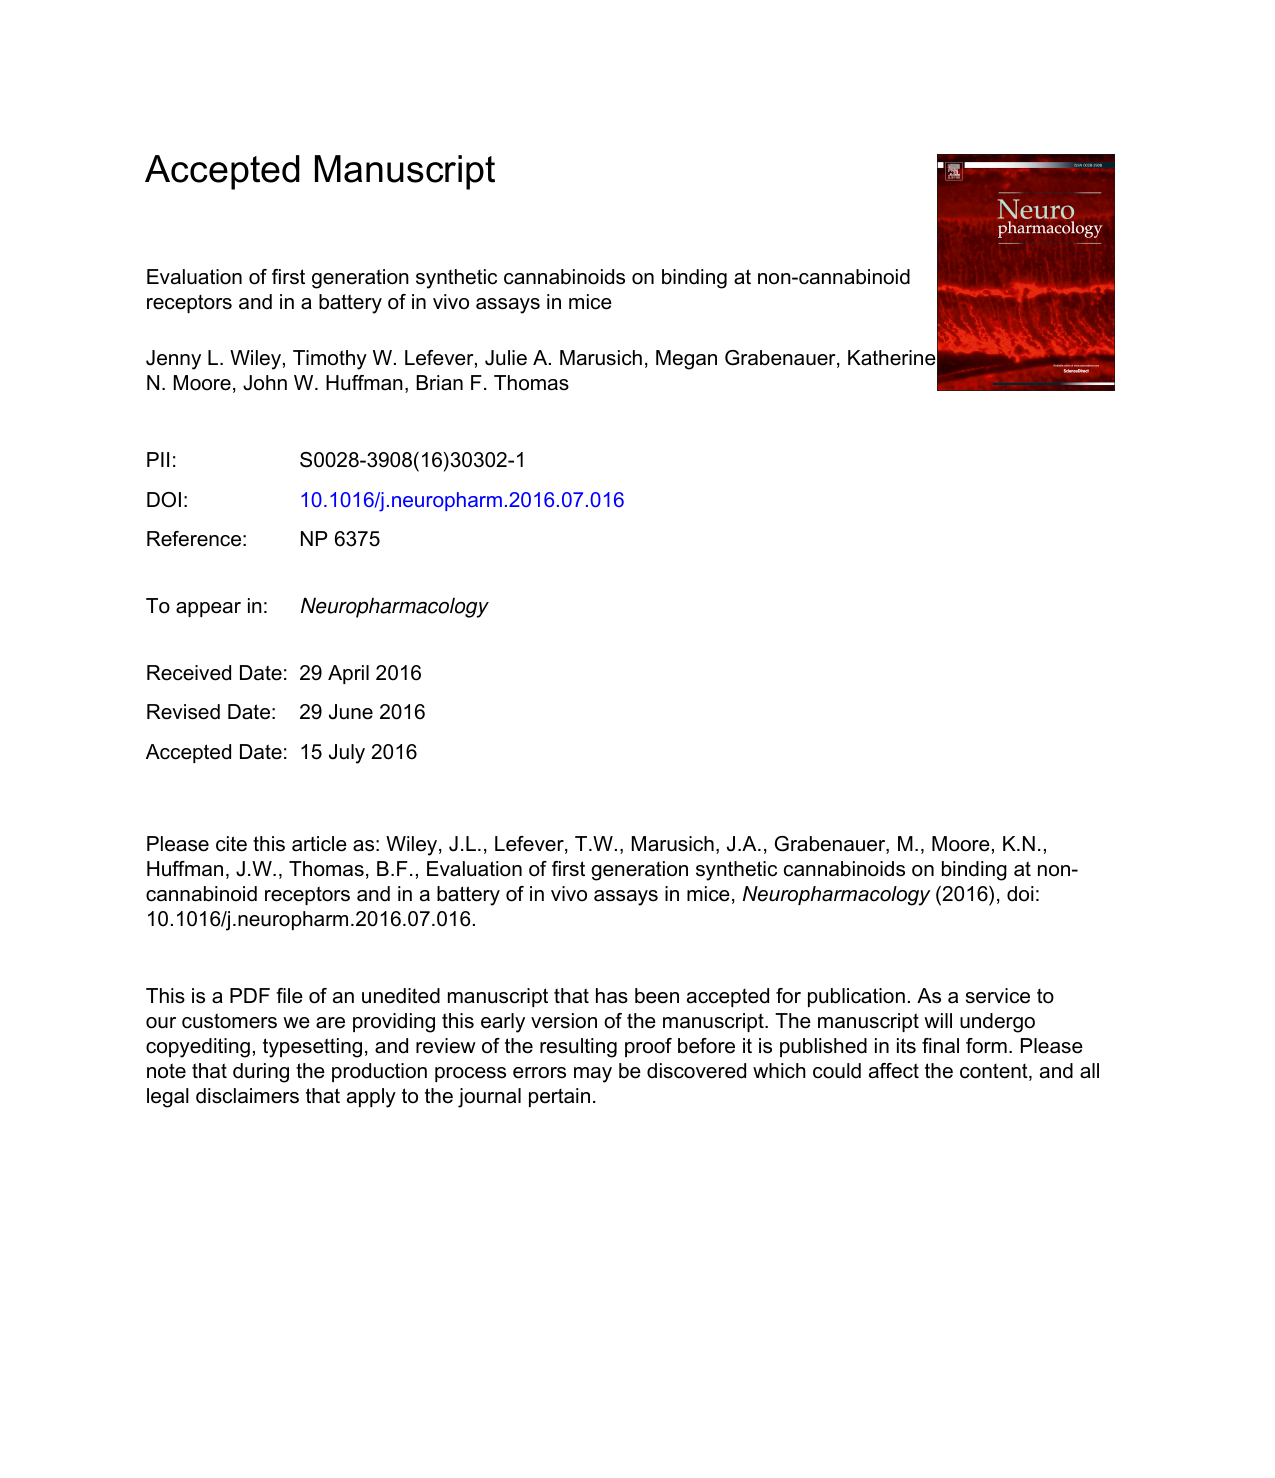 Accepted Manuscript
ISSN 0028-3908
Neuro
pharmacology
ScienceDirect
Evaluation of first generation synthetic cannabinoids on binding at non-cannabinoid
receptors and in a battery of in vivo assays in mice
Jenny L. Wiley, Timothy W. Lefever, Julie A. Marusich, Megan Grabenauer, Katherine
N. Moore, John W. Huffman, Brian F. Thomas
PII: S0028-3908(16)30302-1
DOI: 10.1016/j.neuropharm.2016.07.016
Reference: NP 6375
To appear in: Neuropharmacology
Received Date: 29 April 2016
Revised Date: 29 June 2016
Accepted Date: 15 July 2016
Please cite this article as: Wiley, J.L., Lefever, T.W., Marusich, J.A., Grabenauer, M., Moore, K.N.,
Huffman, J.W., Thomas, B.F., Evaluation of first generation synthetic cannabinoids on binding at non-
cannabinoid receptors and in a battery of in vivo assays in mice, Neuropharmacology (2016), doi:
10.1016/j.neuropharm.2016.07.016.
This is a PDF file of an unedited manuscript that has been accepted for publication. As a service to
our customers we are providing this early version of the manuscript. The manuscript will undergo
copyediting, typesetting, and review of the resulting proof before it is published in its final form. Please
note that during the production process errors may be discovered which could affect the content, and all
legal disclaimers that apply to the journal pertain.